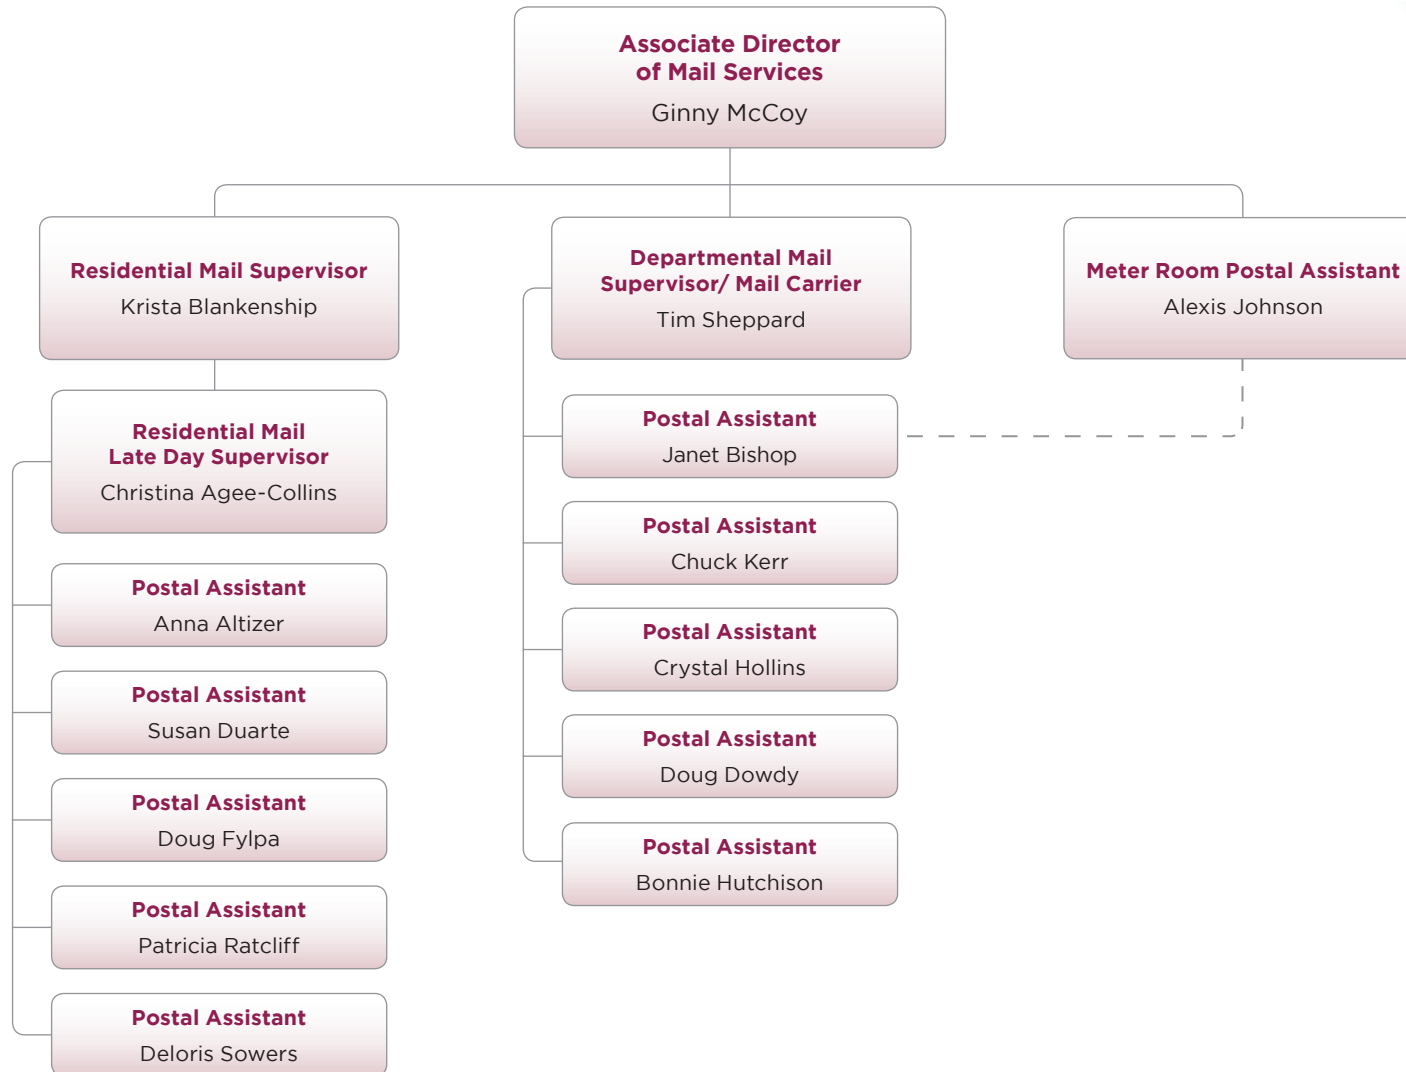 Associate Director
of Mail Services
Ginny McCoy
Residential Mail Supervisor
Krista Blankenship
Departmental Mail
Supervisor/ Mail Carrier
Tim Sheppard
Meter Room Postal Assistant
Alexis Johnson
Residential Mail
Late Day Supervisor
Christina Agee-Collins
Postal Assistant
Anna Altizer
Postal Assistant
Susan Duarte
Postal Assistant
Doug Fylpa
Postal Assistant
Patricia Ratcliff
Postal Assistant
Deloris Sowers
Postal Assistant
Janet Bishop
Postal Assistant
Chuck Kerr
Postal Assistant
Crystal Hollins
Postal Assistant
Doug Dowdy
Postal Assistant
Bonnie Hutchison